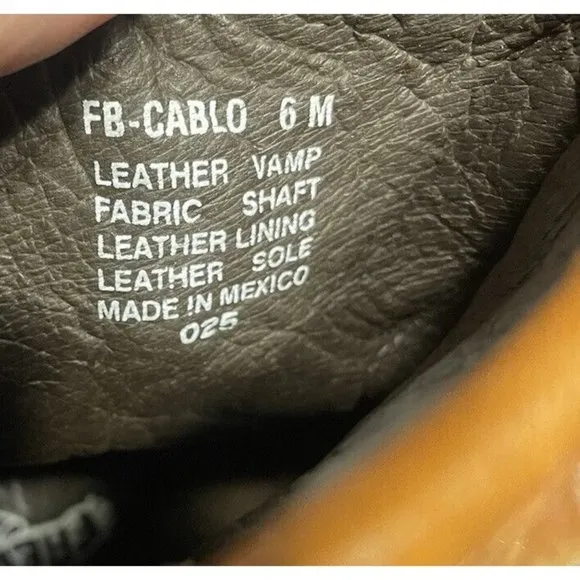 FB-CABLO 6 M
LEATHER VAMP
FABRIC SHAFT
LEATHER LINING
LEATHER SOLE
MADE IN MEXICO
025